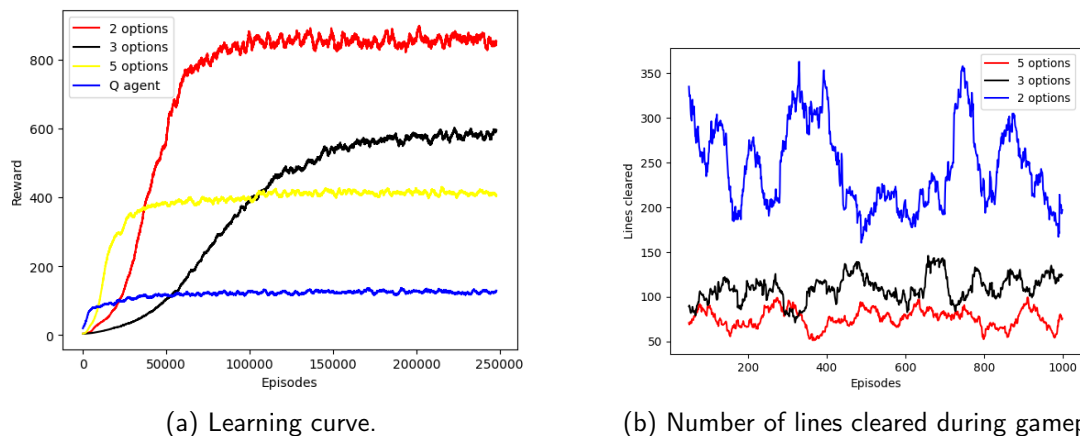 2 options
3 options
5 options
Q agent
800
600
400
200
0
Reward
0
50000
100000
150000
200000
250000
Episodes
(a) Learning curve.
5 options
3 options
2 options
350
300
250
200
150
100
50
Lines cleared
200
400
600
800
1000
Episodes
(b) Number of lines cleared during gamep